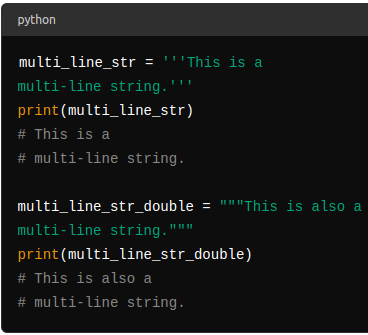 python
multi_line_str = '''This is a
multi-line string.'''
print(multi_line_str)
# This is a
# multi-line string.
multi_line_str_double = """This is also a
multi-line string."""
print(multi_line_str_double)
# This is also a
# multi-line string.